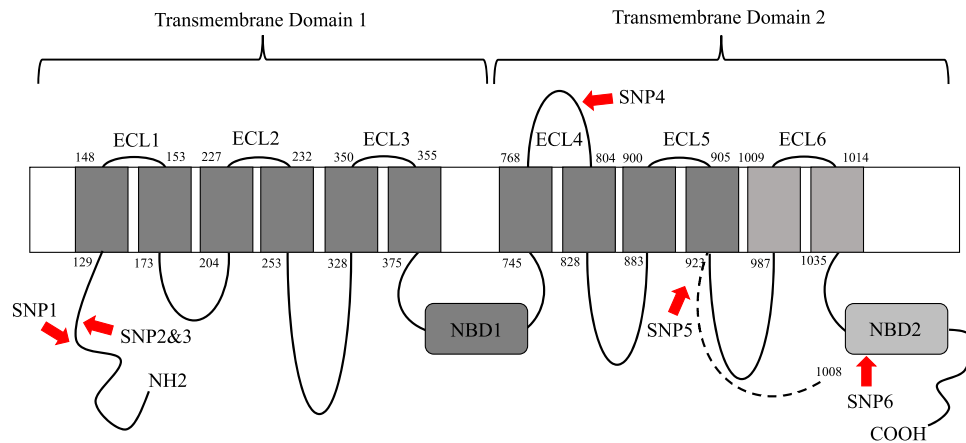 Transmembrane Domain 1
Transmembrane Domain 2
SNP4
ECL1
ECL2
ECL3
ECL4
ECL5
ECL6
148
153
227
232
350
355
768
804
900
905
1009
1014
129
173
204
253
328
375
745
828
883
923
987
1035
SNP1
SNP2&3
NH2
NBD1
SNP5
NBD2
1008
SNP6
COOH